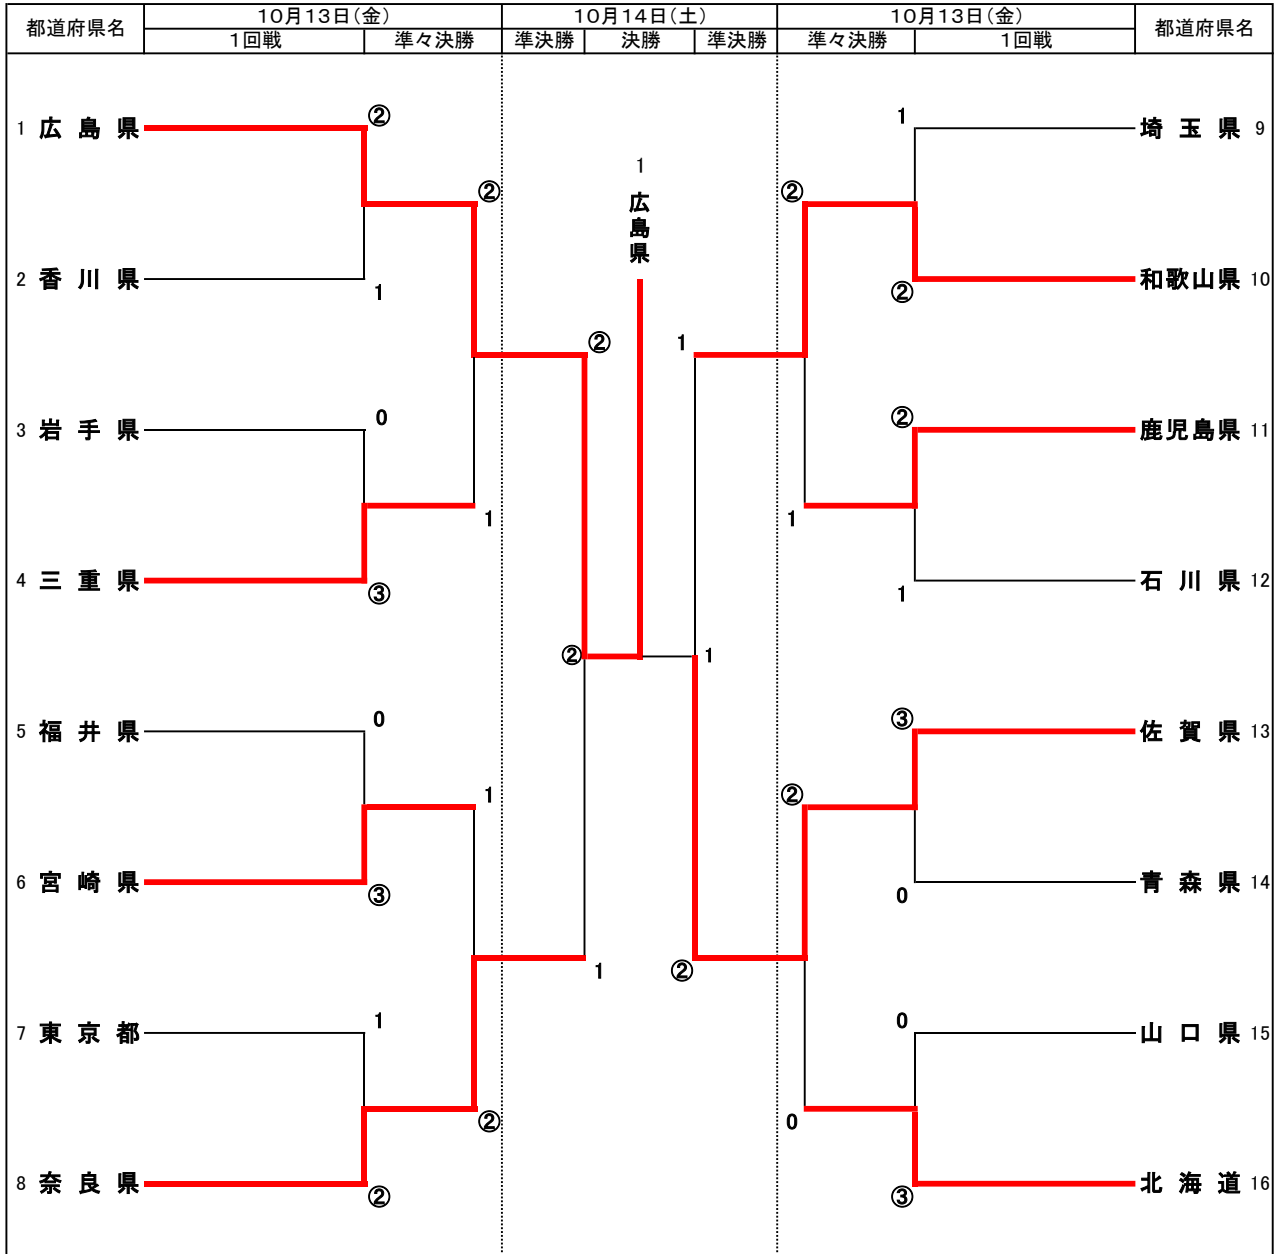 都道府県名 10月13日(金) 10月14日(土) 10月13日(金) 都道府県名
1回戦 準々決勝 準決勝 決勝 準決勝 準々決勝 1回戦
② 1
1 広島県 埼玉県 9
1
② ②
広島県
2 香川県 和歌山県 10
1 ②
② 1
0 ②
3 岩手県 鹿児島県 11
1 1
4 三重県 石川県 12
③ 1
② 1
0 ③
5 福井県 佐賀県 13
1 ②
6 宮崎県 青森県 14
③ 0
1 ②
1 0
7 東京都 山口県 15
② 0
8 奈良県 北海道 16
② ③